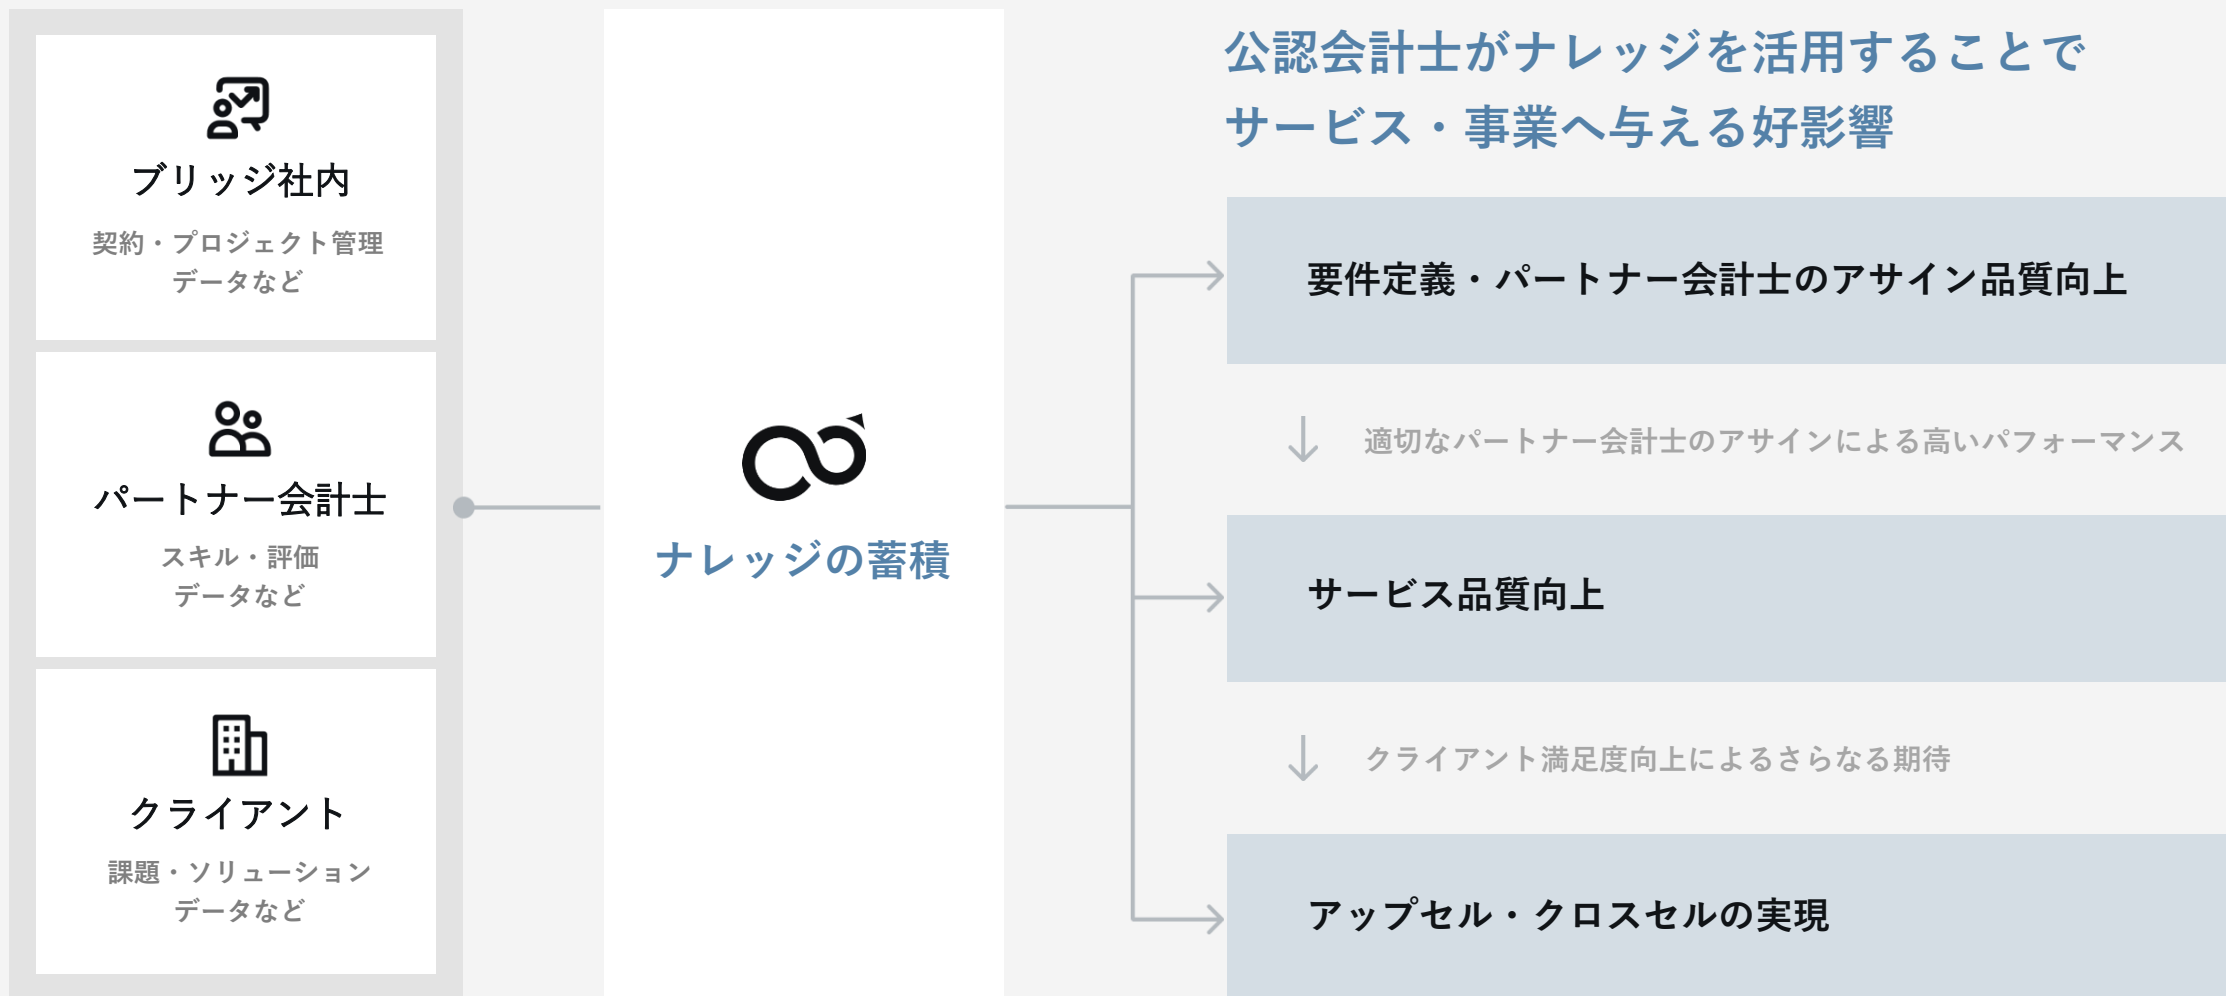 ブリッジ社内
契約・プロジェクト管理
データなど
パートナー会計士
スキル・評価
データなど
クライアント
課題・ソリューション
データなど
ナレッジの蓄積
公認会計士がナレッジを活用することで
サービス・事業へ与える好影響
要件定義・パートナー会計士のアサイン品質向上
適切なパートナー会計士のアサインによる高いパフォーマンス
サービス品質向上
クライアント満足度向上によるさらなる期待
アップセル・クロスセルの実現